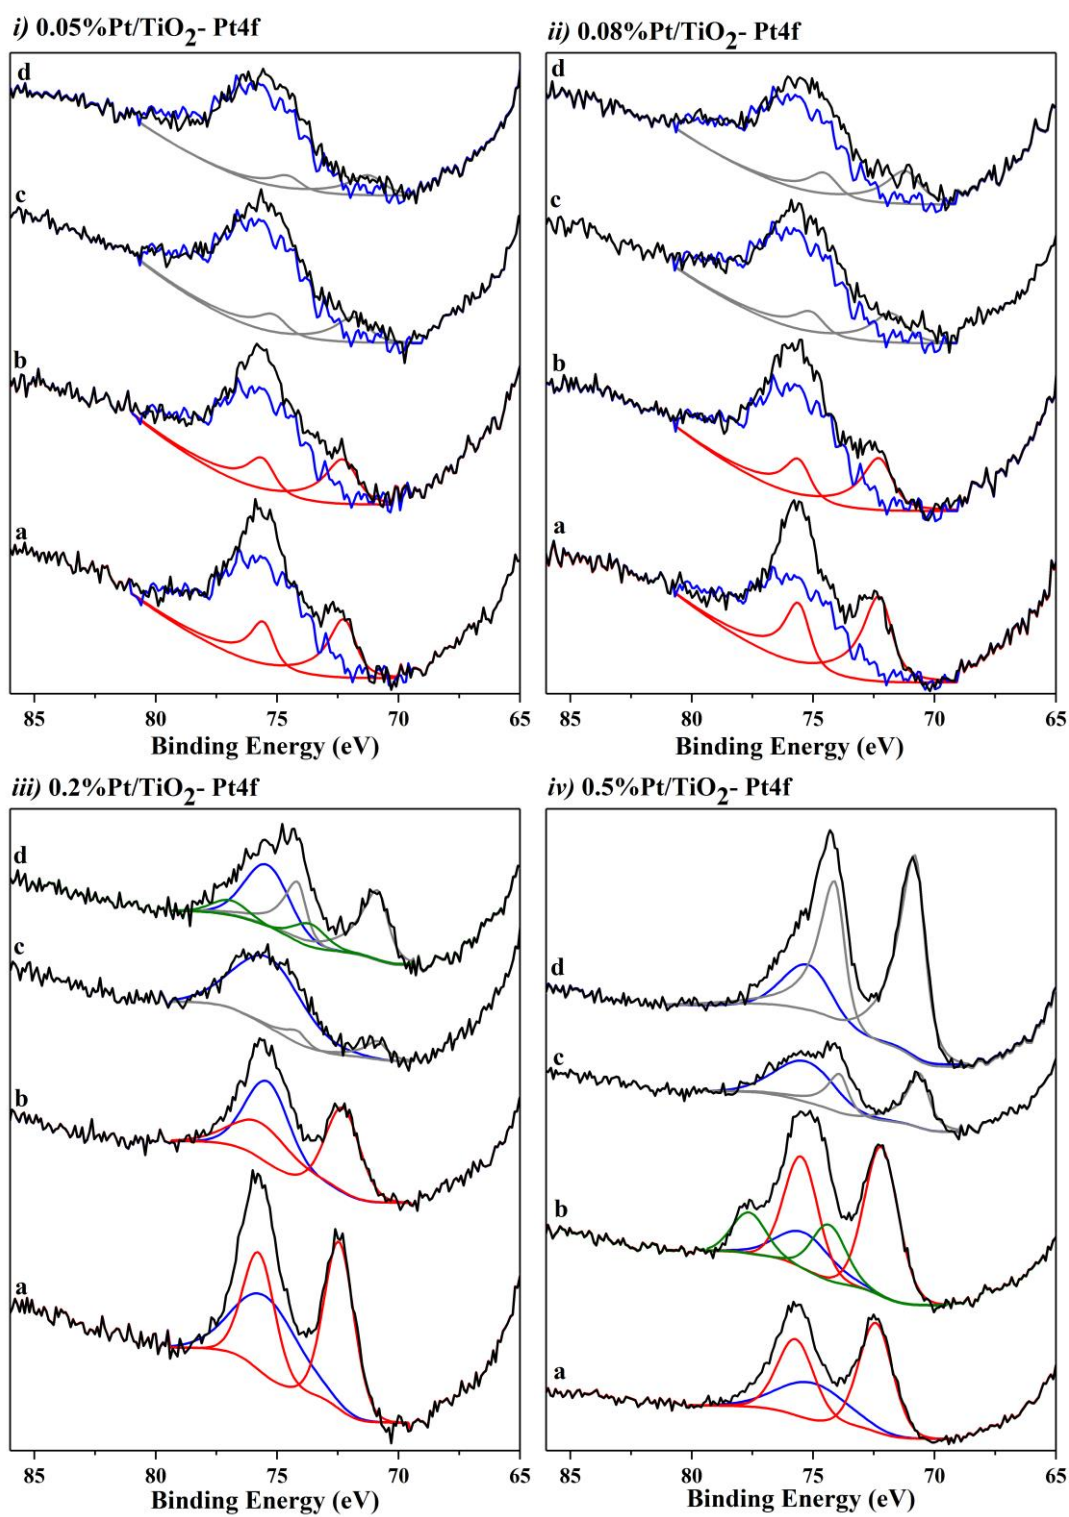 i) 0.05%Pt/TiO2- Pt4f
d
c
b
a
85 80 75 70 65
Binding Energy (eV)
ii) 0.08%Pt/TiO2- Pt4f
d
c
b
a
85 80 75 70 65
Binding Energy (eV)
iii) 0.2%Pt/TiO2- Pt4f
d
c
b
a
85 80 75 70 65
Binding Energy (eV)
iv) 0.5%Pt/TiO2- Pt4f
d
c
b
a
85 80 75 70 65
Binding Energy (eV)